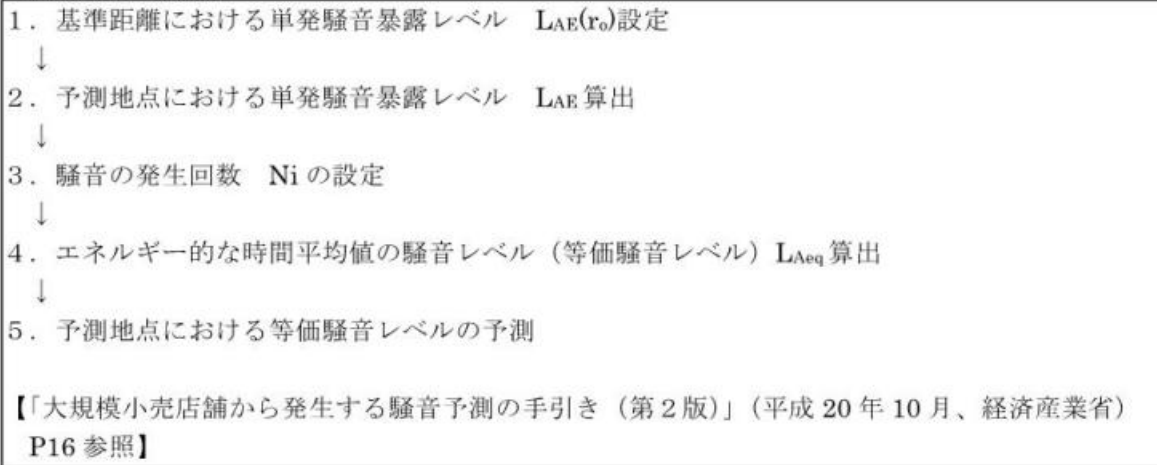 1．基準距離における単発騒音暴露レベル　LAE(ro)設定
↓
2．予測地点における単発騒音暴露レベル　LAE 算出
↓
3．騒音の発生回数　Ni の設定
↓
4．エネルギー的な時間平均値の騒音レベル（等価騒音レベル）LAeq 算出
↓
5．予測地点における等価騒音レベルの予測
【「大規模小売店舗から発生する騒音予測の手引き（第２版）」（平成 20 年 10 月、経済産業省）
P16 参照】